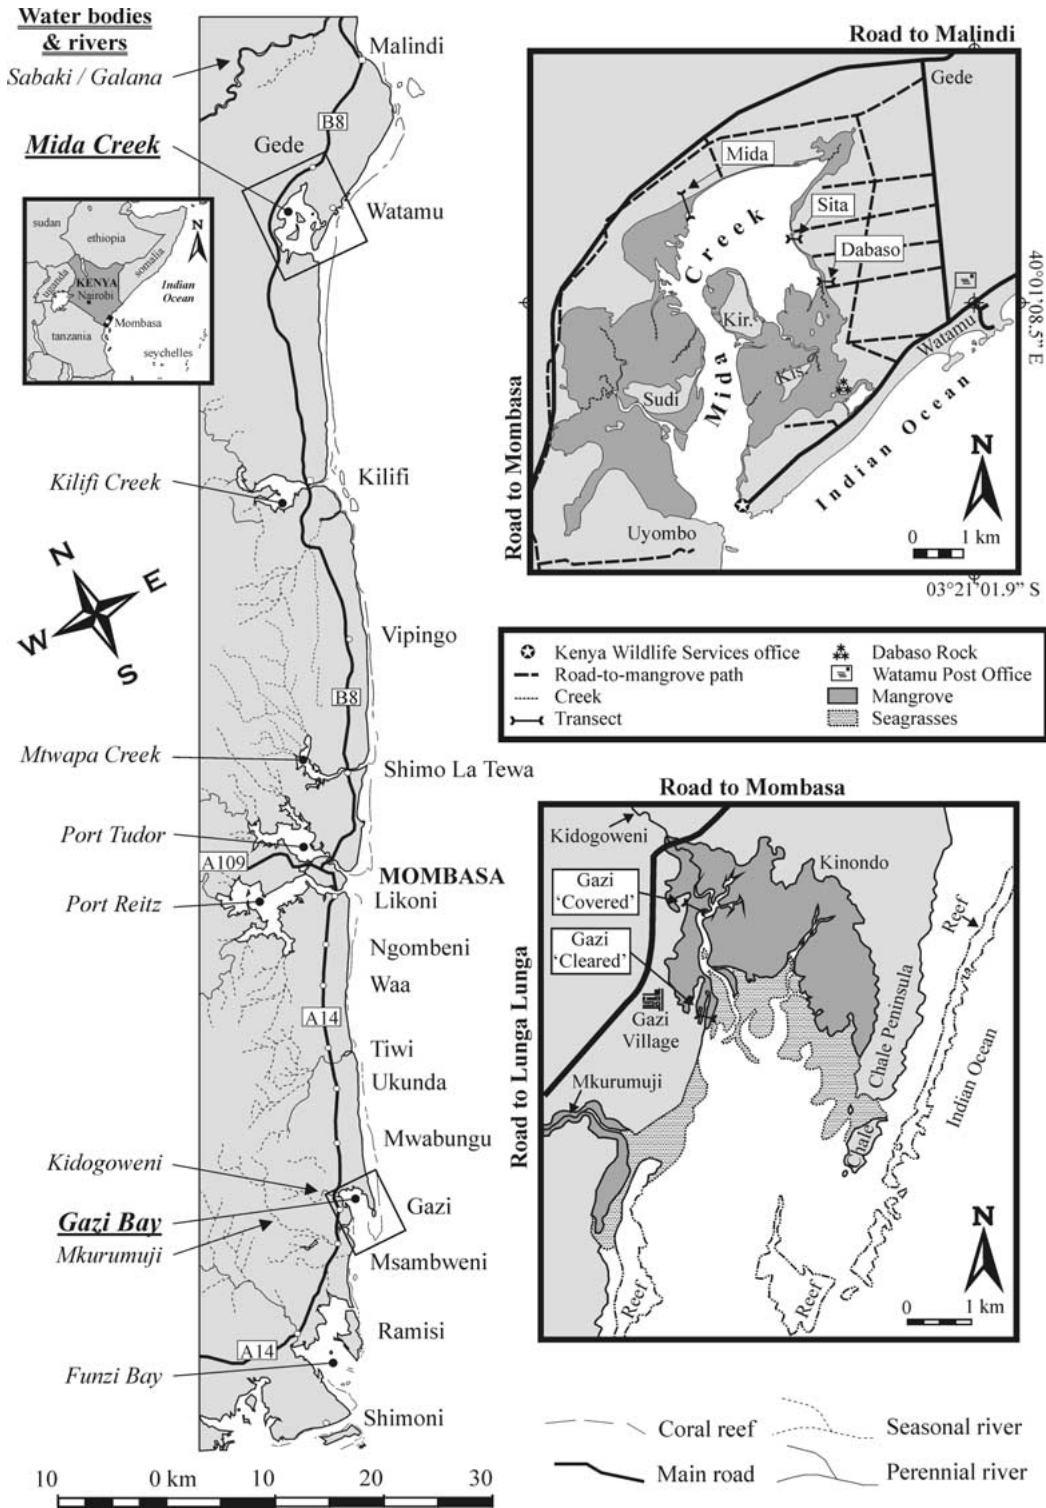 Water bodies
& rivers
Sabaki / Galana
Mida Creek
Malindi
B8
Gede
Watamu
sudan
ethiopia
somalia
uganda
KENYA
Nairobi
Indian
Ocean
Mombasa
tanzania
seychelles
N
Kilifi Creek
Kilifi
N
E
W
S
Vipingo
B8
Mtwapa Creek
Shimo La Tewa
Port Tudor
A109
MOMBASA
Port Reitz
Likoni
Ngombeni
Waa
A14
Tiwi
Ukunda
Mwabungu
Kidogoweni
Gazi Bay
Gazi
Mkurumuji
Msambweni
Ramisi
A14
Funzi Bay
Shimoni
10 0 km 10 20 30
Road to Malindi
Gede
Mida
Sita
Dabaso
Mida Creek
Kir.
Kis.
Sudi
Watamu
Indian Ocean
Uyombo
Road to Mombasa
N
0 1 km
40°01'08.5" E
03°21 01.9" S
Kenya Wildlife Services office
Road-to-mangrove path
Creek
Transect
Dabaso Rock
Watamu Post Office
Mangrove
Seagrasses
Road to Mombasa
Kidogoweni
Kinondo
Gazi
'Covered'
Gazi
'Cleared'
Gazi
Village
Road to Lunga Lunga
Mkurumuji
Chale Peninsula
hale
Reef
Indian Ocean
Reef
Reef
N
0 1 km
Coral reef
Main road
Seasonal river
Perennial river